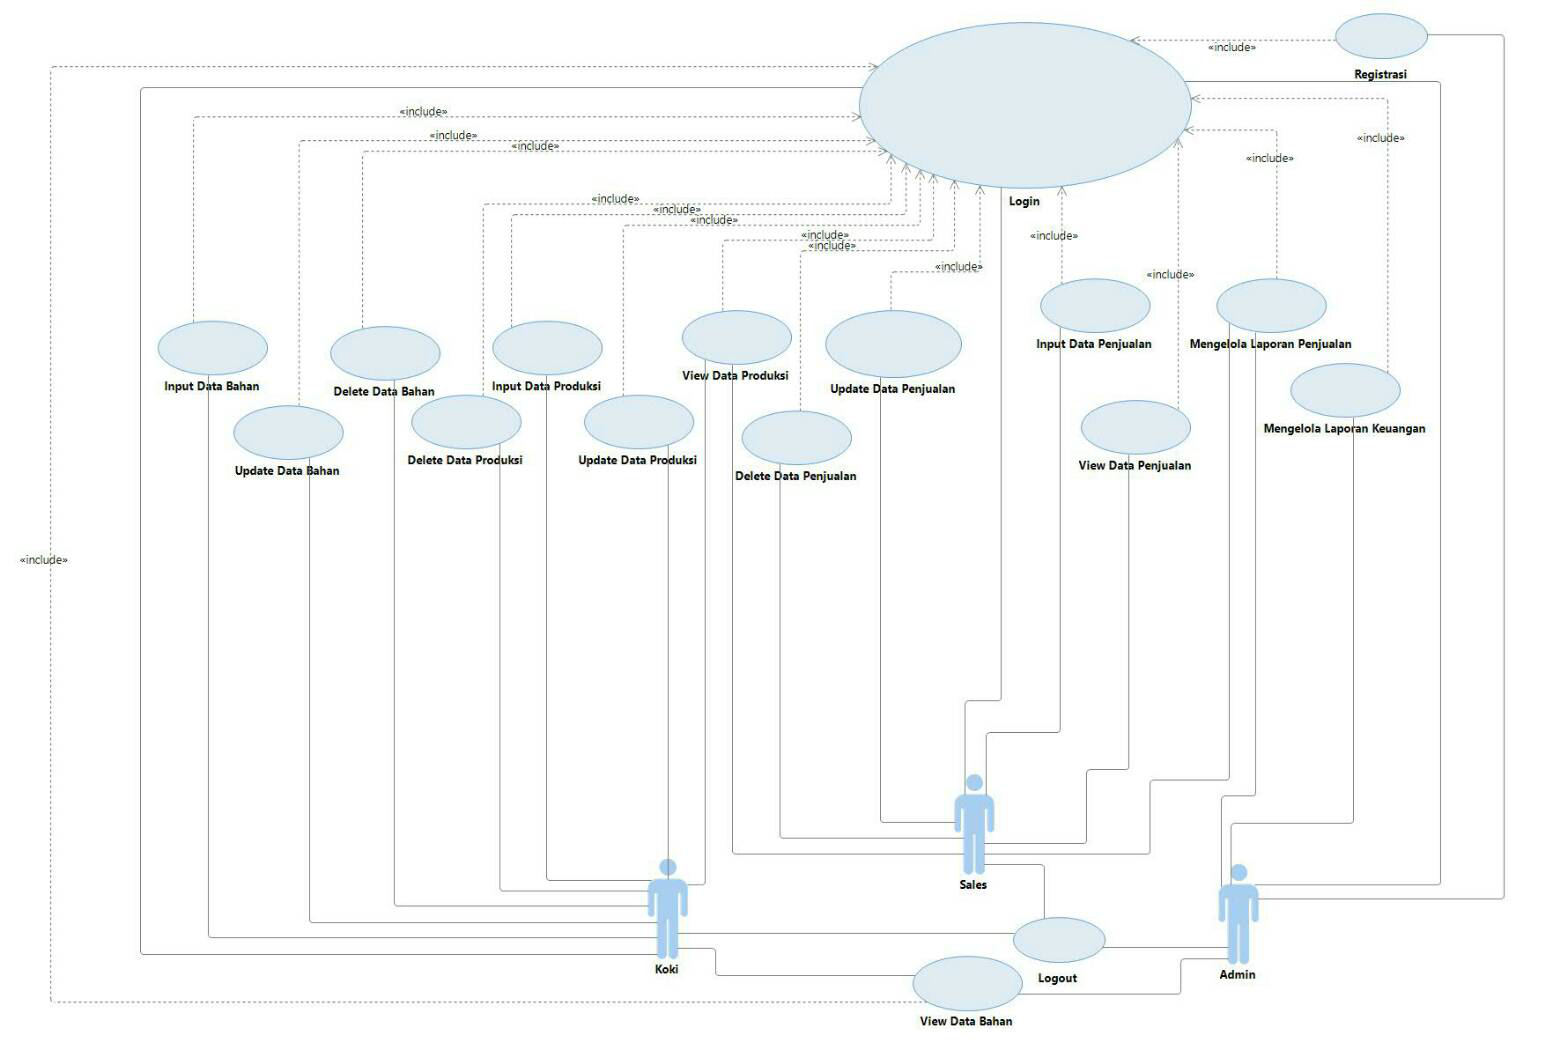 «include»
Registrasi
«include»
«include»
«include»
«include»
«include»
«include»
«include»
«include»
«include»
Login
«include»
«include»
«include»
«include»
«include»
Input Data Penjualan
Mengelola Laporan Penjualan
View Data Produksi
Input Data Bahan
Delete Data Bahan
Input Data Produksi
Update Data Penjualan
Mengelola Laporan Keuangan
Update Data Bahan
Delete Data Produksi
Update Data Produksi
Delete Data Penjualan
View Data Penjualan
«include»
Sales
Koki
Logout
Admin
View Data Bahan